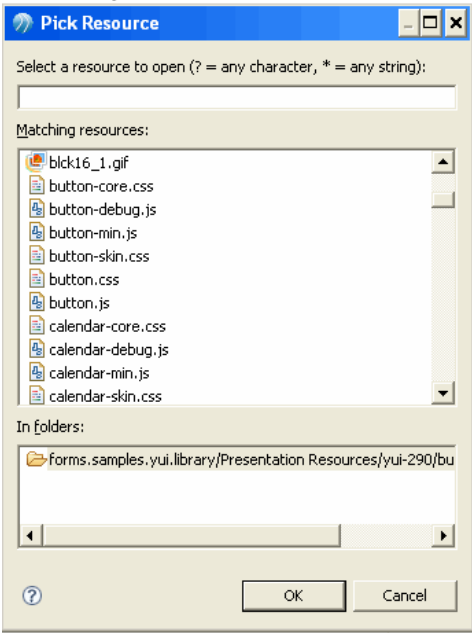 Pick Resource
Select a resource to open (? = any character, * = any string):
Matching resources:
blck16_1.gif
button-core.css
button-debug.js
button-min.js
button-skin.css
button.css
button.js
calendar-core.css
calendar-debug.js
calendar-min.js
calendar-skin.css
In folders:
forms.samples.yui.library/Presentation Resources/yui-290/bu
OK Cancel